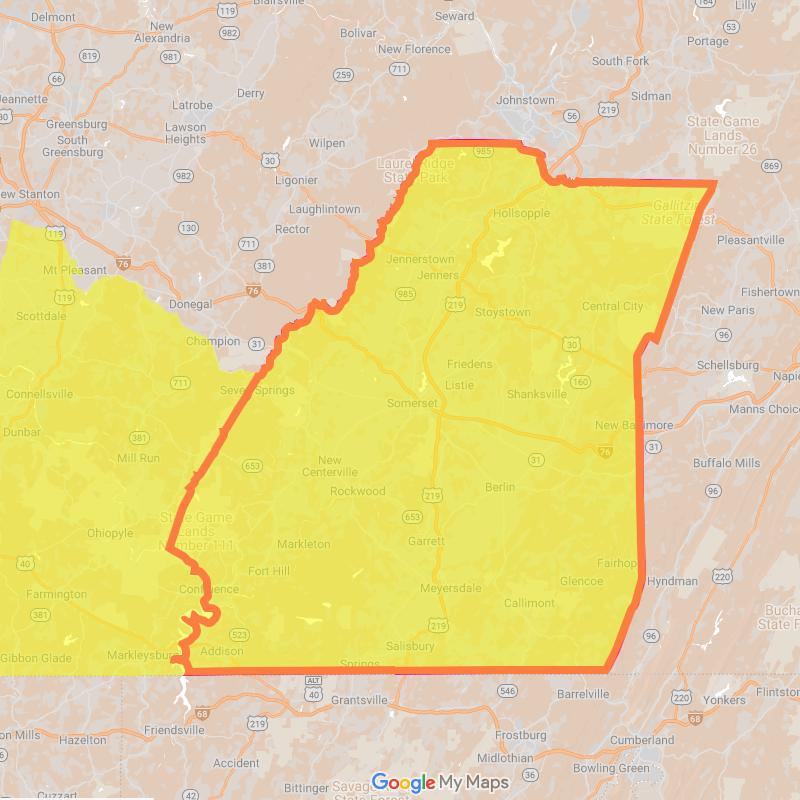 Delmont
Blairsville
Seward
Lilly
New
Alexandria
982
Bolivar
164
53
981
New Florence
Portage
819
66
259
711
South Fork
Jeannette
Derry
Johnstown
219
Sidman
30
Latrobe
56
State Game
Lands
Number 26
Greensburg
Lawson
Heights
South
Greensburg
Wilpen
30
Laurel Ridge
State Park
985
869
982
Ligonier
New Stanton
Laughlintown
Hollsopple
Gallitzin
State Forest
130
Rector
119
711
Pleasantville
76
381
Jennerstown
Mt Pleasant
Jenners
119
76
985
Fishertown
Donegal
219
Central City
Scottdale
Stoystown
New Paris
Champion
31
30
96
Friedens
Schellsburg
711
Seven Springs
Listie
160
Connellsville
Shanksville
Somerset
Manns Choice
New Baltimore
Dunbar
381
31
Mill Run
76
New
Centerville
31
653
Buffalo Mills
Rockwood
219
Berlin
96
653
State Game
Lands
Number 111
Ohiopyle
Markleton
Garrett
40
Fairhope
Fort Hill
220
Hyndman
Glencoe
Confluence
Meyersdale
Farmington
Callimont
381
219
523
96
Salisbury
Addison
Gibbon Glade
Markleysburg
Springs
ALT
40
546
Barrelville
Grantsville
220
Yonkers
Flintston
68
219
68
Friendsville
Hazelton
Frostburg
Cumberland
Midlothian
Accident
Bowling Green
36
Bittinger
42
Google My Maps